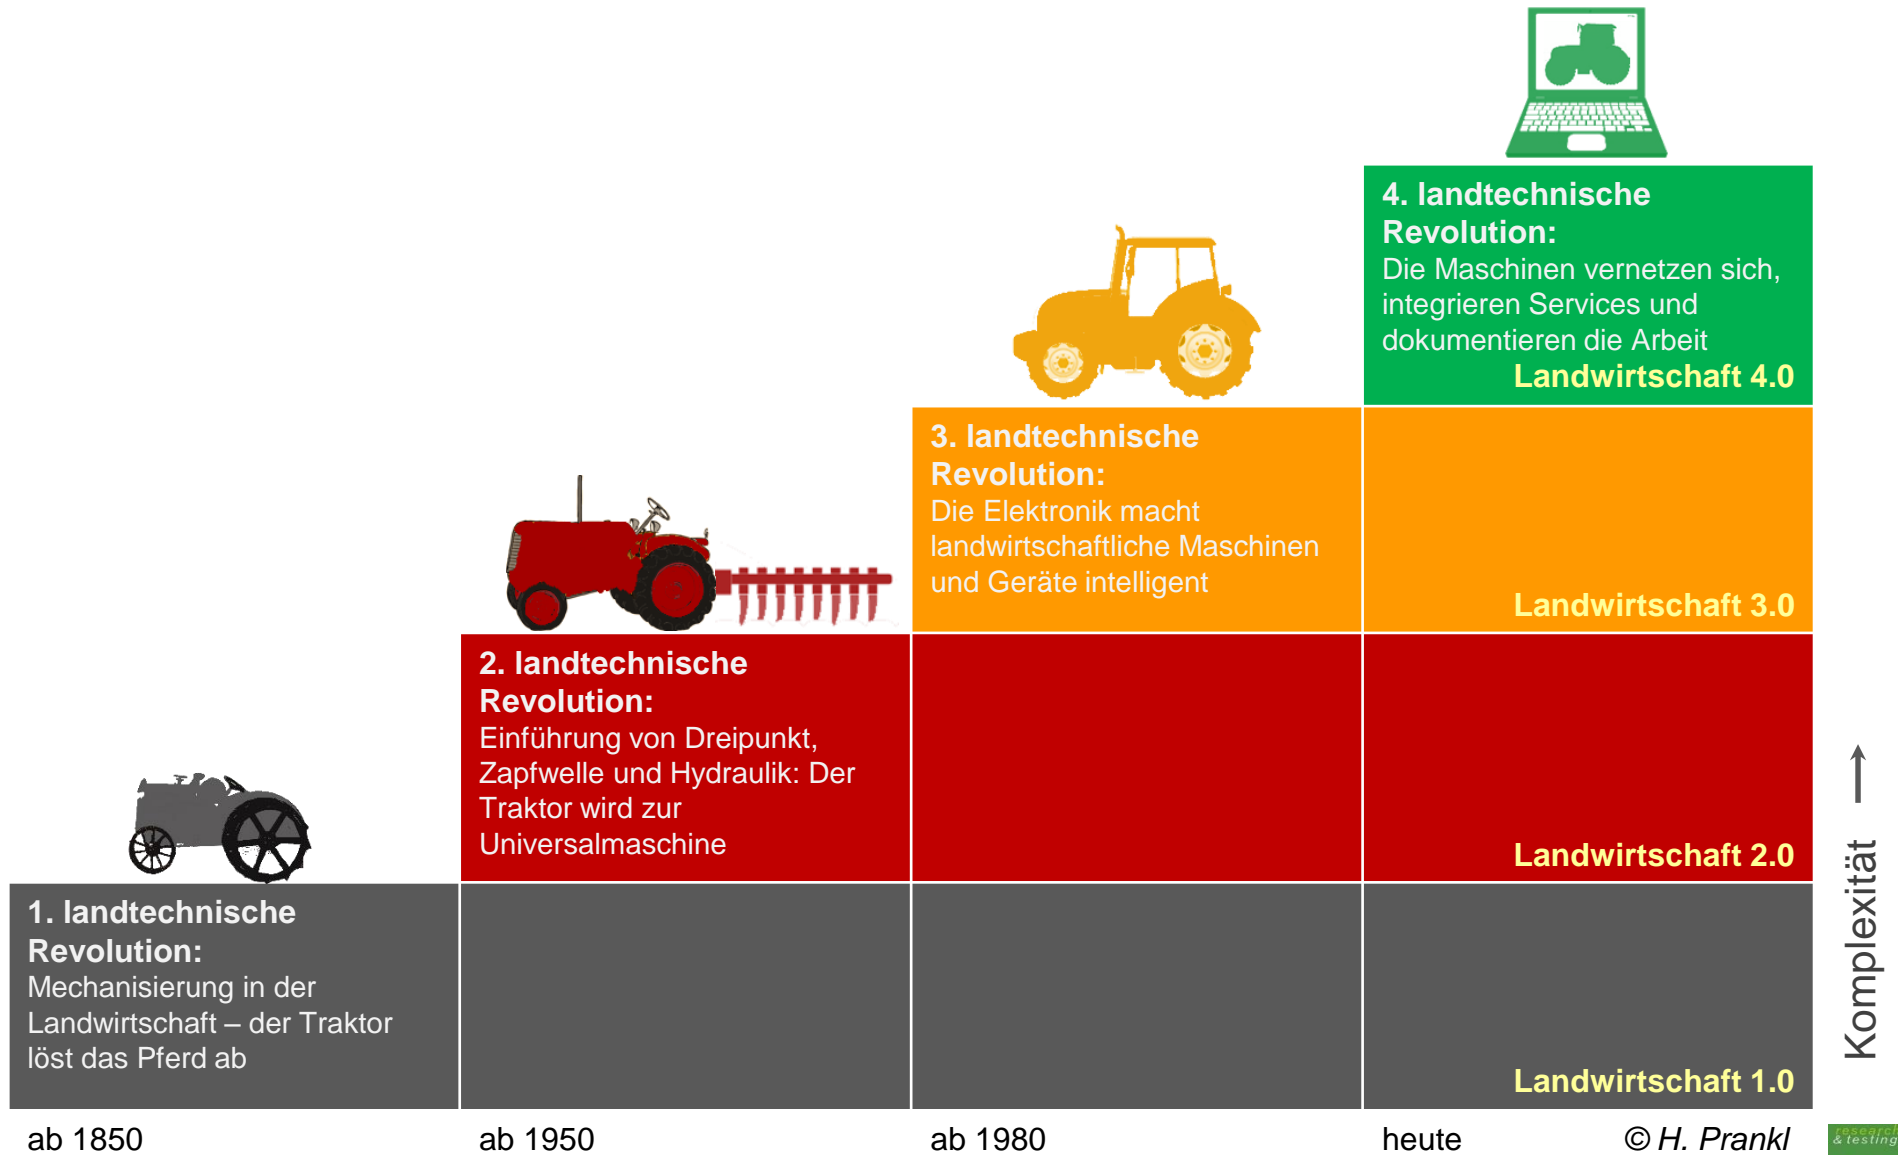 4. landtechnische
Revolution:
Die Maschinen vernetzen sich,
integrieren Services und
dokumentieren die Arbeit
Landwirtschaft 4.0
3. landtechnische
Revolution:
Die Elektronik macht
landwirtschaftliche Maschinen
und Geräte intelligent
Landwirtschaft 3.0
2. landtechnische
Revolution:
Einführung von Dreipunkt,
Zapfwelle und Hydraulik: Der
Traktor wird zur
Universalmaschine
Landwirtschaft 2.0
1. landtechnische
Revolution:
Mechanisierung in der
Landwirtschaft – der Traktor
löst das Pferd ab
Landwirtschaft 1.0
Komplexität
ab 1850
ab 1950
ab 1980
heute
© H. Prankl
research
& testing